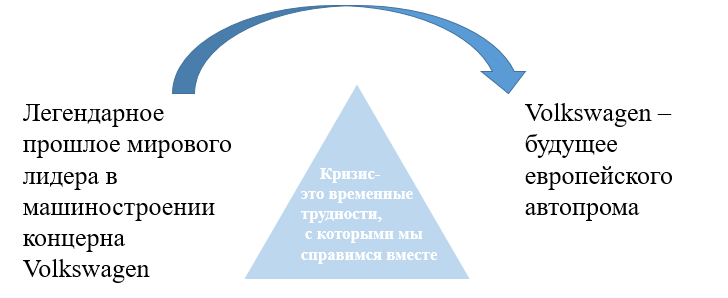 Легендарное
прошлое мирового
лидера в
машиностроении
концерна
Volkswagen
Кризис-
это временные
трудности,
с которыми мы
справимся вместе
Volkswagen –
будущее
европейского
автопрома